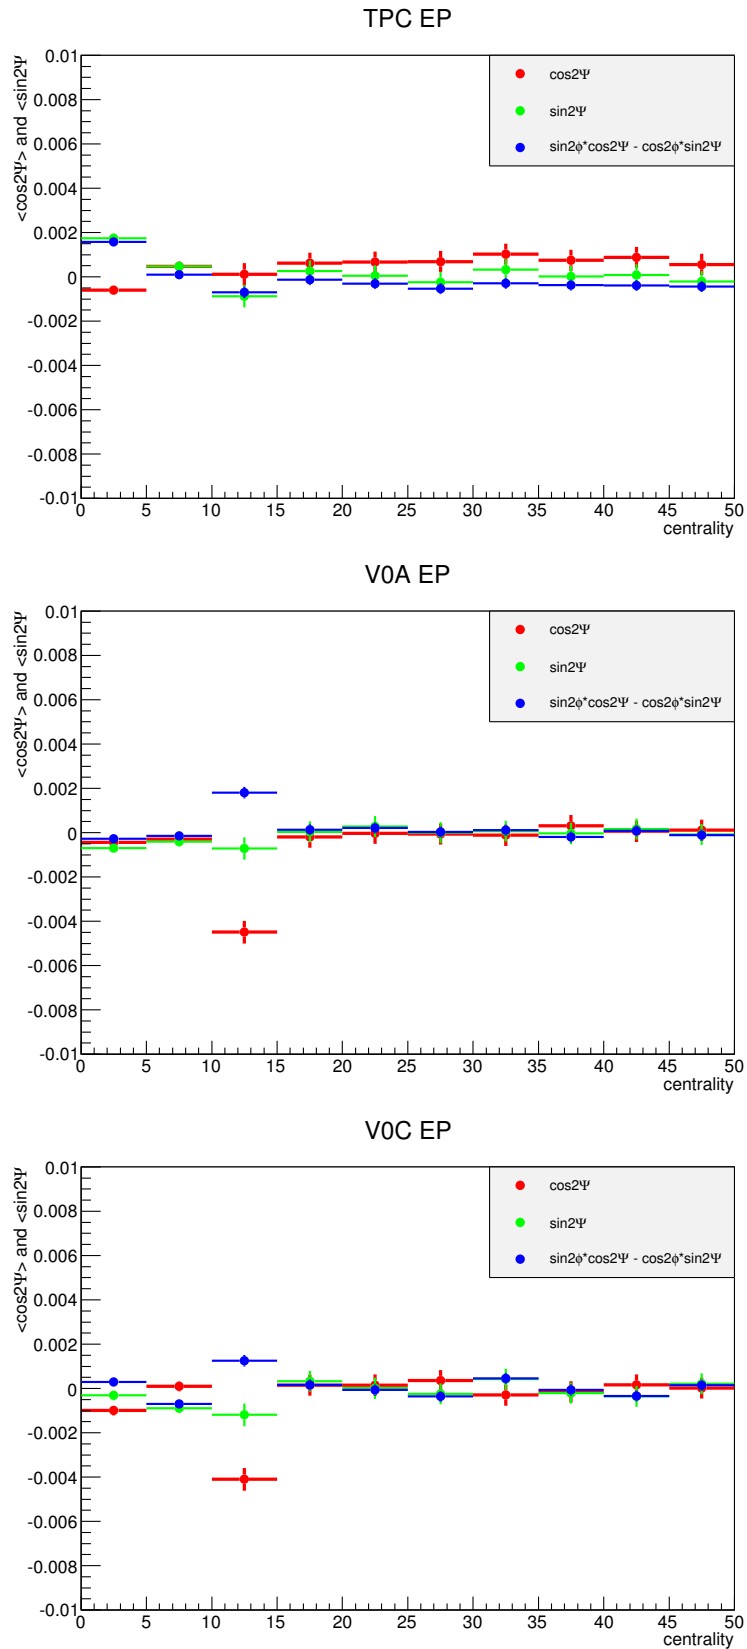 TPC EP
<cos2Ψ> and <sin2Ψ
0.01
0.008
0.006
0.004
0.002
0
-0.002
-0.004
-0.006
-0.008
-0.01
cos2Ψ
sin2Ψ
sin2ϕ*cos2Ψ - cos2ϕ*sin2Ψ
0 5 10 15 20 25 30 35 40 45 50
centrality
V0A EP
<cos2Ψ> and <sin2Ψ
0.01
0.008
0.006
0.004
0.002
0
-0.002
-0.004
-0.006
-0.008
-0.01
cos2Ψ
sin2Ψ
sin2ϕ*cos2Ψ - cos2ϕ*sin2Ψ
0 5 10 15 20 25 30 35 40 45 50
centrality
V0C EP
<cos2Ψ> and <sin2Ψ
0.01
0.008
0.006
0.004
0.002
0
-0.002
-0.004
-0.006
-0.008
-0.01
cos2Ψ
sin2Ψ
sin2ϕ*cos2Ψ - cos2ϕ*sin2Ψ
0 5 10 15 20 25 30 35 40 45 50
centrality